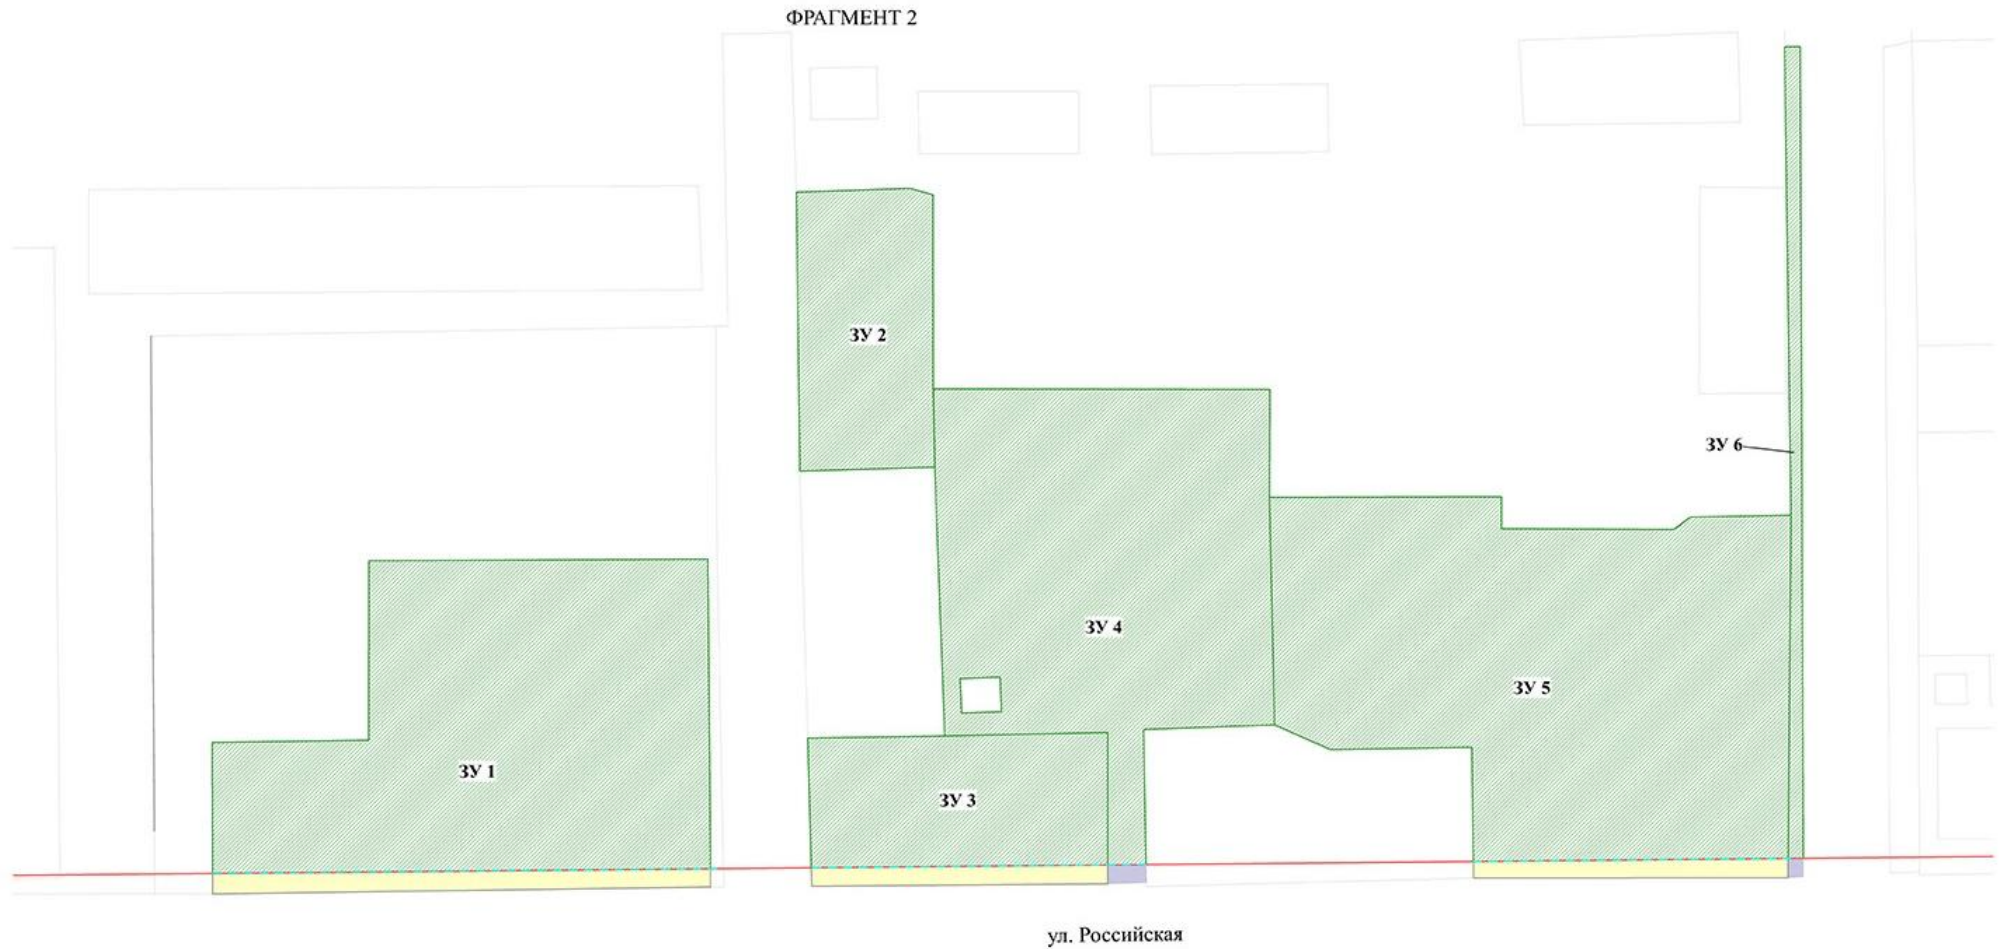 ФРАГМЕНТ 2
ЗУ 2
ЗУ 6
ЗУ 4
ЗУ 5
ЗУ 1
ЗУ 3
ул. Российская